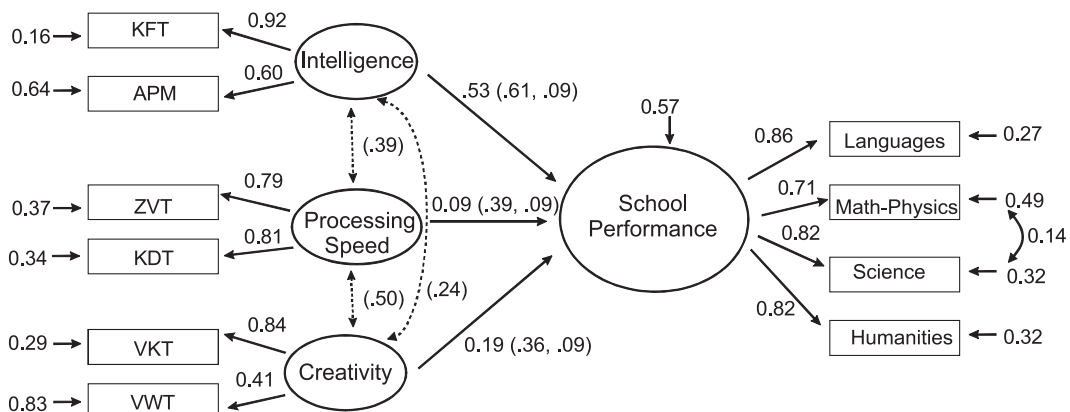 0.16
KFT
0.92
Intelligence
0.64
APM
0.60
.53 (.61, .09)
(.39)
0.57
0.37
ZVT
0.79
Processing
Speed
0.34
KDT
0.81
0.09 (.39, .09)
School
Performance
(.50)
(.24)
0.29
VKT
0.84
Creativity
0.83
VWT
0.41
0.19 (.36, .09)
0.86
Languages
0.27
0.71
Math-Physics
0.49
0.14
0.82
Science
0.32
0.82
Humanities
0.32